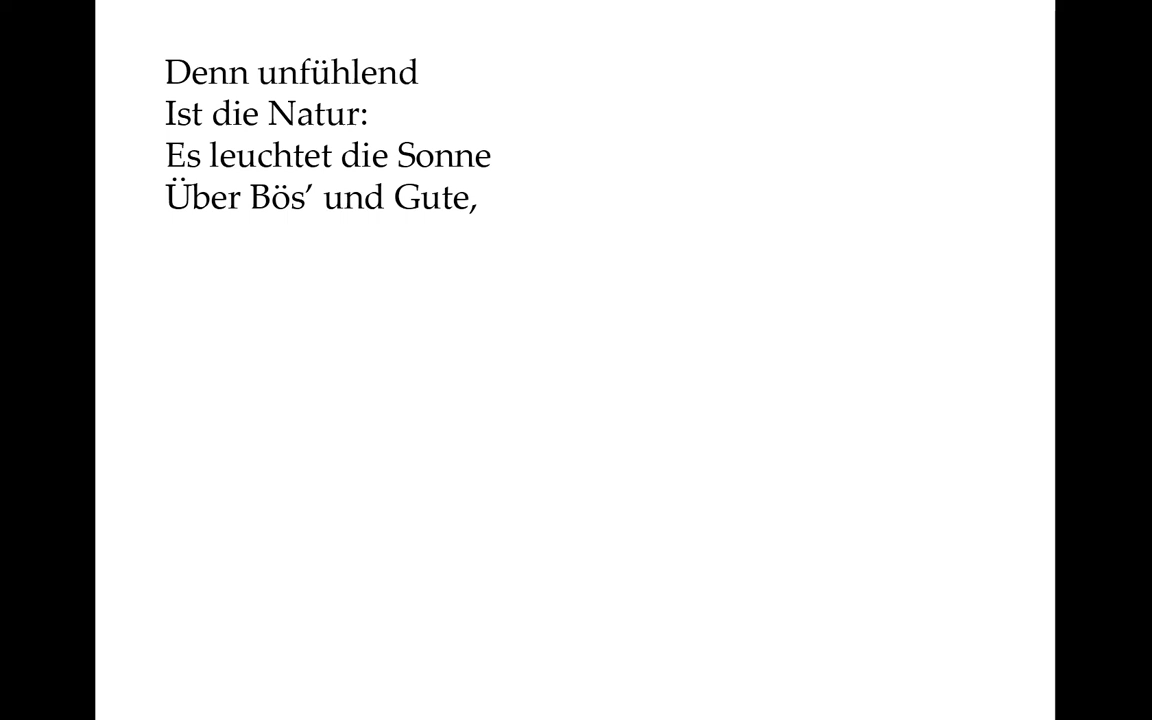 Denn unfühlend
Ist die Natur:
Es leuchtet die Sonne
Über Bös’ und Gute,